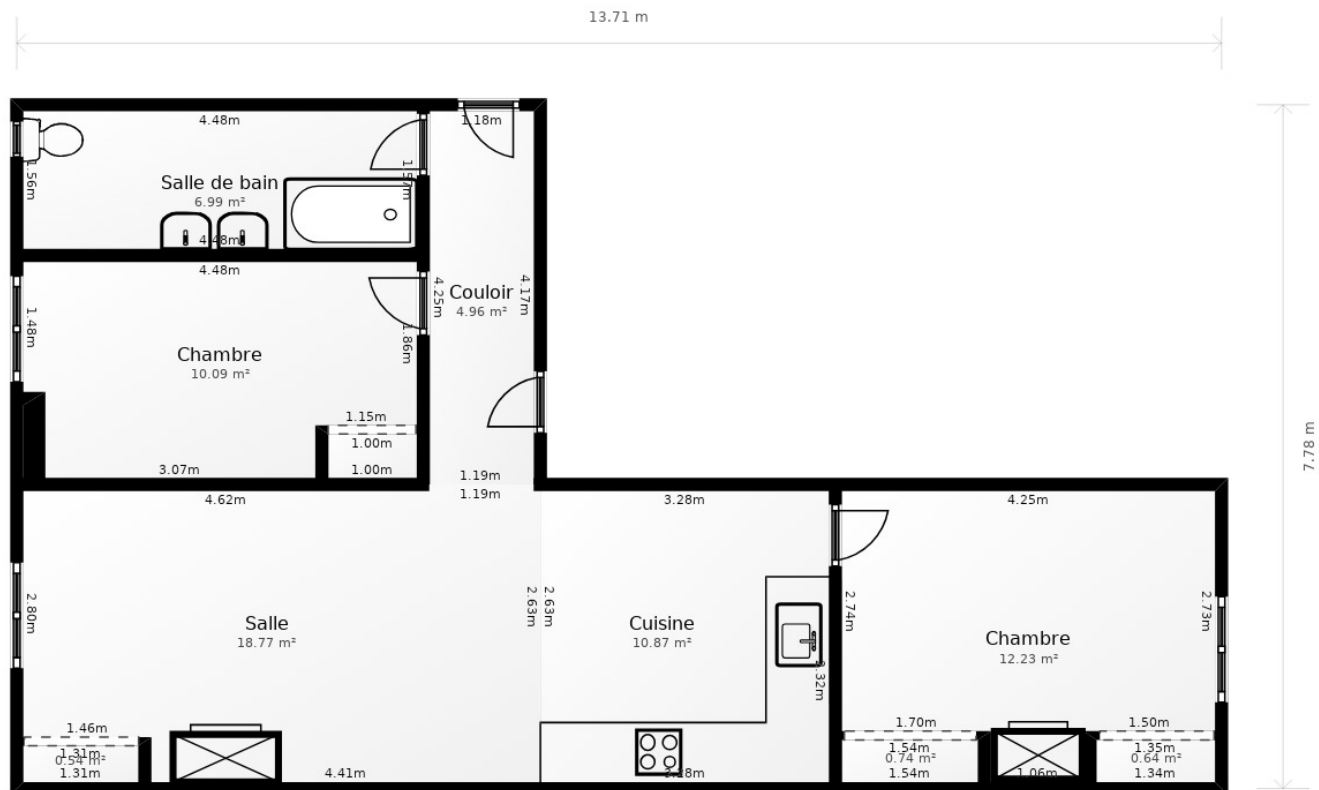 13.71 m
4.48m
1.18m
1.56m
1.57m
Salle de bain
6.99 m²
4.48m
4.48m
1.48m
4.25m
4.17m
Couloir
4.96 m²
1.86m
Chambre
10.09 m²
1.15m
1.00m
3.07m
1.00m
1.19m
1.19m
7.78 m
4.62m
3.28m
4.25m
2.80m
2.63m
2.63m
2.74m
2.73m
Salle
18.77 m²
Cuisine
10.87 m²
Chambre
12.23 m²
1.46m
1.70m
1.50m
1.31m
0.54 m²
1.31m
4.41m
1.54m
0.74 m²
1.54m
1.06m
1.35m
0.64 m²
1.34m